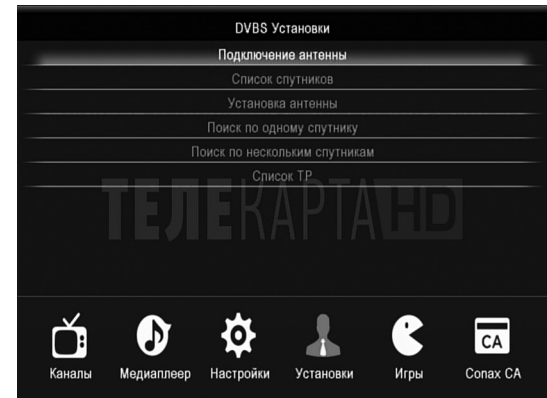 DVBS Установки
Подключение антенны
Список спутников
Установка антенны
Поиск по одному спутнику
Поиск по нескольким спутникам
Список TP
ТЕЛЕКАРТА HD
Каналы Медиаплеер Настройки Установки Игры Conax CA
CA